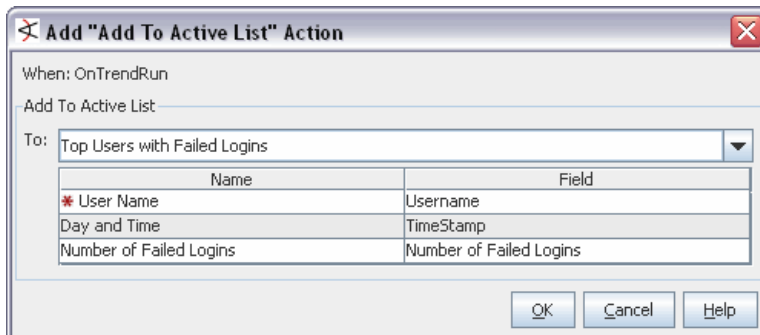 Add "Add To Active List" Action
When: OnTrendRun
Add To Active List
To: Top Users with Failed Logins
Name Field
* User Name Username
Day and Time TimeStamp
Number of Failed Logins Number of Failed Logins
OK Cancel Help